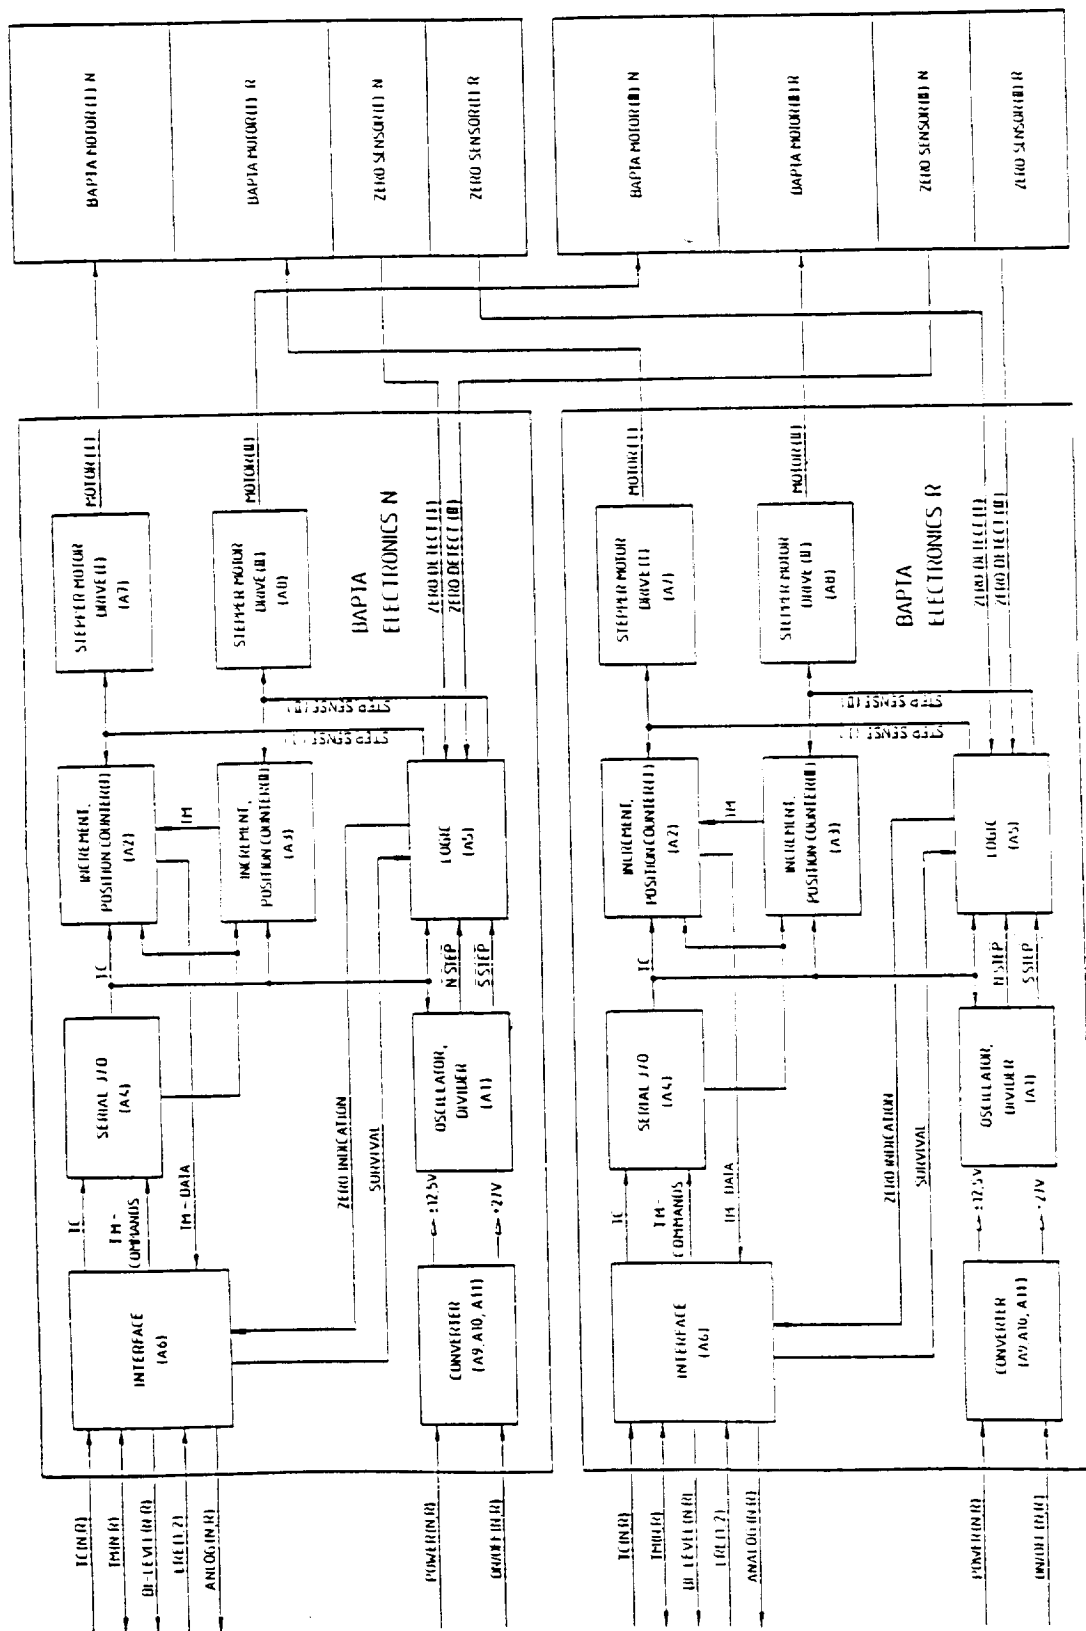 BAPTA MOTOR(I) N
BAPTA MOTOR(I) R
ZERO SENSOR(I) N
ZERO SENSOR(I) R
MOTOR(I)
MOTOR(II)
STEPPER MOTOR
DRIVE(I)
(A7)
STEPPER MOTOR
DRIVE(II)
(A8)
BAPTA
ELECTRONICS N
ZERO DETECT(I)
ZERO DETECT(II)
STEP SENSE(I)
STEP SENSE(II)
INCREMENT,
POSITION COUNTER(I)
(A2)
TM
INCREMENT,
POSITION COUNTER(II)
(A3)
LOGIC
(A5)
TC
N STEP
S STEP
SERIAL I/O
(A4)
OSCILLATOR,
DIVIDER
(A1)
ZERO INDICATION
SURVIVAL
TC
TM-
COMMANDS
TM-DATA
±12.5V
+27V
INTERFACE
(A6)
CONVERTER
(A9, A10, A11)
TC(N,R)
TM(N,R)
BI-LEVEL(N,R)
LRE(1,2)
ANALOG(N,R)
POWER(N,R)
ON/OFF(N,R)
BAPTA MOTOR(II) N
BAPTA MOTOR(II) R
ZERO SENSOR(II) N
ZERO SENSOR(II) R
MOTOR(I)
MOTOR(II)
STEPPER MOTOR
DRIVE(I)
(A7)
STEPPER MOTOR
DRIVE(II)
(A8)
BAPTA
ELECTRONICS R
ZERO DETECT(I)
ZERO DETECT(II)
STEP SENSE(I)
STEP SENSE(II)
INCREMENT,
POSITION COUNTER(I)
(A2)
TM
INCREMENT,
POSITION COUNTER(II)
(A3)
LOGIC
(A5)
TC
N STEP
S STEP
SERIAL I/O
(A4)
OSCILLATOR,
DIVIDER
(A1)
ZERO INDICATION
SURVIVAL
TC
TM-
COMMANDS
TM-DATA
±12.5V
+27V
INTERFACE
(A6)
CONVERTER
(A9, A10, A11)
TC(N,R)
TM(N,R)
BI-LEVEL(N,R)
LRE(1,2)
ANALOG(N,R)
POWER(N,R)
ON/OFF(N,R)